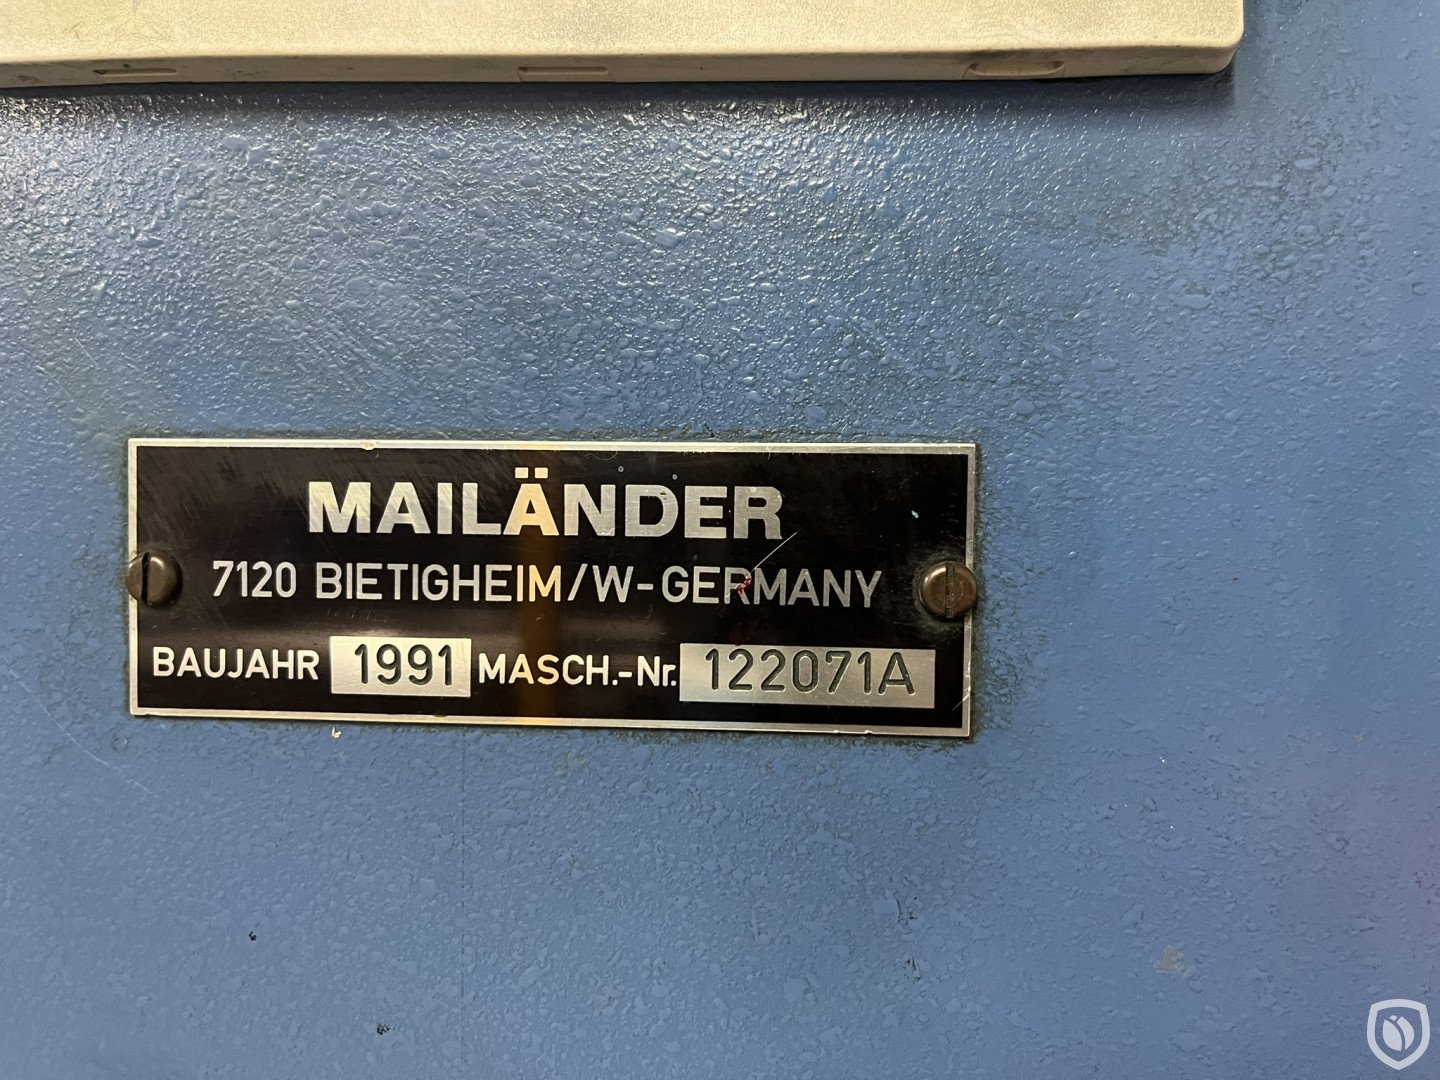 MAILÄNDER
7120 BIETIGHEIM/W-GERMANY
BAUJAHR 1991 MASCH.-Nr. 122071A